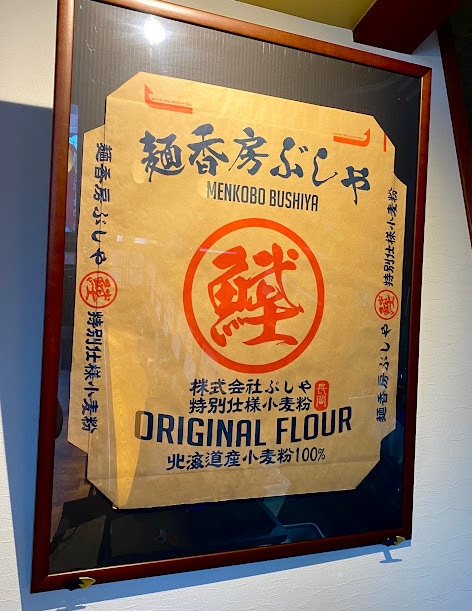 麺香房ぶしや
MENKOBO BUSHIYA
株式会社ぶしや
特別仕様小麦粉
長岡
ORIGINAL FLOUR
北海道産小麦粉100%
麺香房ぶしや
特別仕様小麦粉
麺香房ぶしや
特別仕様小麦粉